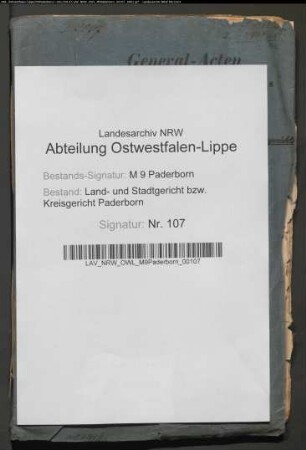 General-Acten
Landesarchiv NRW
Abteilung Ostwestfalen-Lippe
Bestands-Signatur: M 9 Paderborn
Bestand: Land- und Stadtgericht bzw.
Kreisgericht Paderborn
Signatur: Nr. 107
LAV_NRW_OWL_M9Paderborn_00107